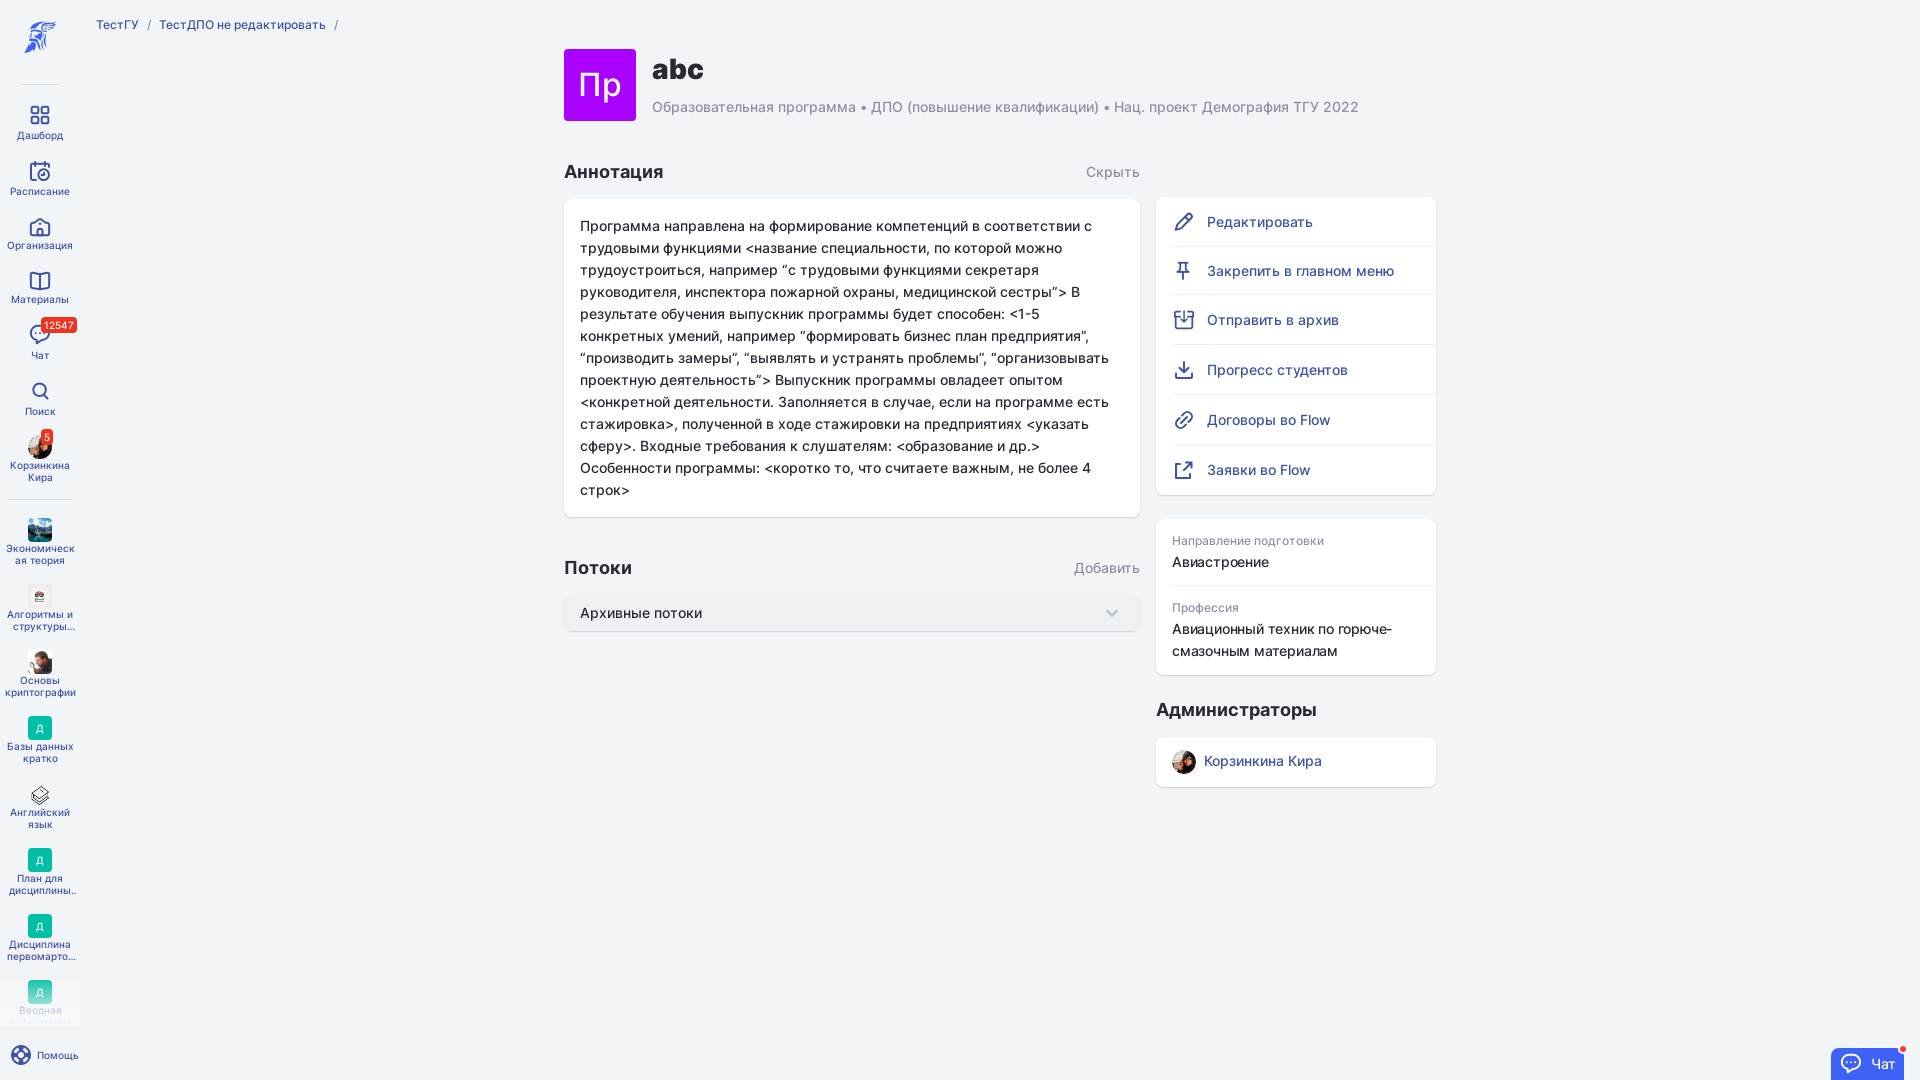 ТестГУ / ТестДПО не редактировать /
Пр
abc
Образовательная программа • ДПО (повышение квалификации) • Нац. проект Демография ТГУ 2022
Дашборд
Расписание
Организация
Материалы
12547
Чат
Поиск
5
Корзинкина
Кира
Экономическ
ая теория
Алгоритмы и
структуры...
Основы
криптографии
Д
Базы данных
кратко
Английский
язык
Д
План для
дисциплины..
Д
Дисциплина
первомарто...
Д
Вводная
Помощь
Аннотация
Скрыть
Программа направлена на формирование компетенций в соответствии с
трудовыми функциями <название специальности, по которой можно
трудоустроиться, например “с трудовыми функциями секретаря
руководителя, инспектора пожарной охраны, медицинской сестры”> В
результате обучения выпускник программы будет способен: <1-5
конкретных умений, например “формировать бизнес план предприятия”,
“производить замеры”, “выявлять и устранять проблемы”, “организовывать
проектную деятельность”> Выпускник программы овладеет опытом
<конкретной деятельности. Заполняется в случае, если на программе есть
стажировка>, полученной в ходе стажировки на предприятиях <указать
сферу>. Входные требования к слушателям: <образование и др.>
Особенности программы: <коротко то, что считаете важным, не более 4
строк>
Потоки
Добавить
Архивные потоки
Редактировать
Закрепить в главном меню
Отправить в архив
Прогресс студентов
Договоры во Flow
Заявки во Flow
Направление подготовки
Авиастроение
Профессия
Авиационный техник по горюче-
смазочным материалам
Администраторы
Корзинкина Кира
Чат